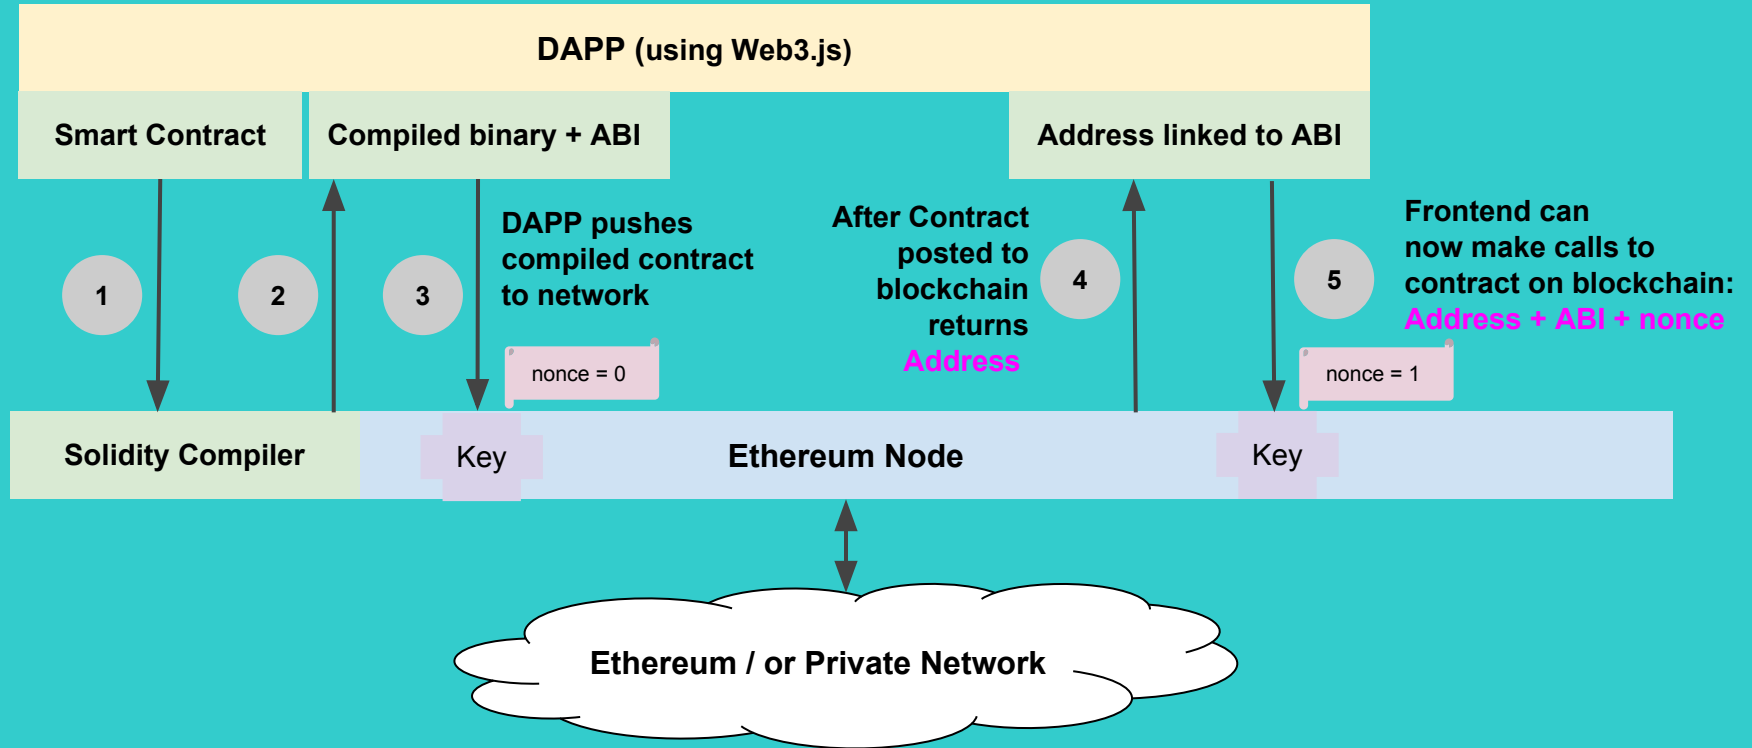 DAPP (using Web3.js)
Smart Contract
Compiled binary + ABI
Address linked to ABI
1
2
3
DAPP pushes
compiled contract
to network
After Contract
posted to
blockchain
returns
Address
4
5
Frontend can
now make calls to
contract on blockchain:
Address + ABI + nonce
nonce = 0
nonce = 1
Solidity Compiler
Key
Ethereum Node
Key
Ethereum / or Private Network